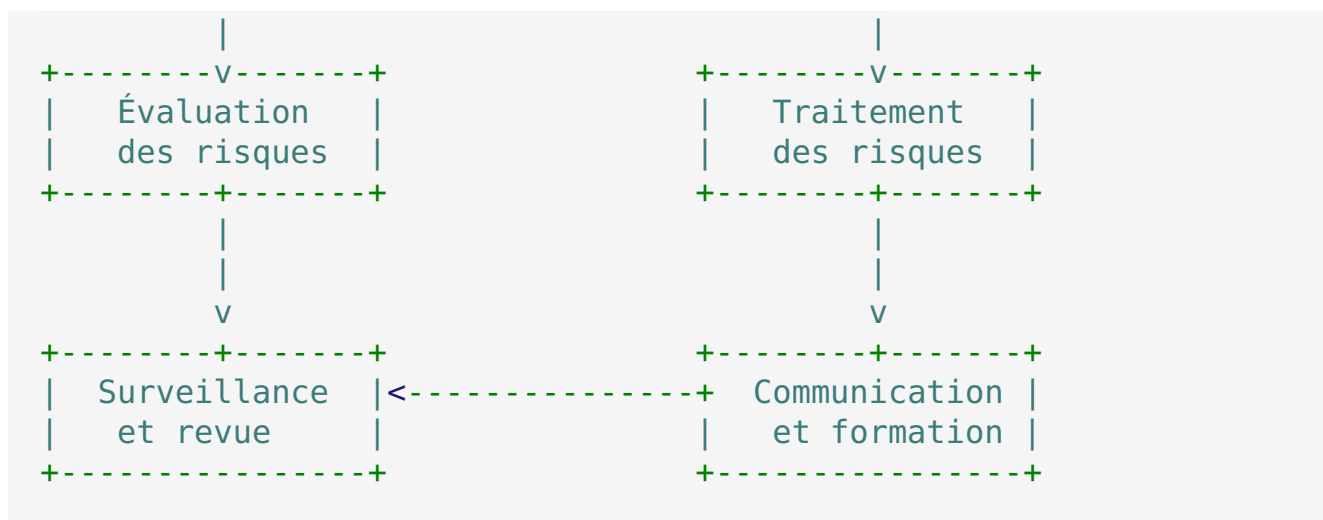 |                                 |
+--------v-------+                +--------v-------+
|   Évaluation   |                |   Traitement   |
|   des risques  |                |   des risques  |
+--------+-------+                +--------+-------+
         |                                 |
         |                                 |
         v                                 v
+--------+-------+                +--------+-------+
|  Surveillance  |<---------------+  Communication |
|   et revue     |                |   et formation |
+----------------+                +----------------+